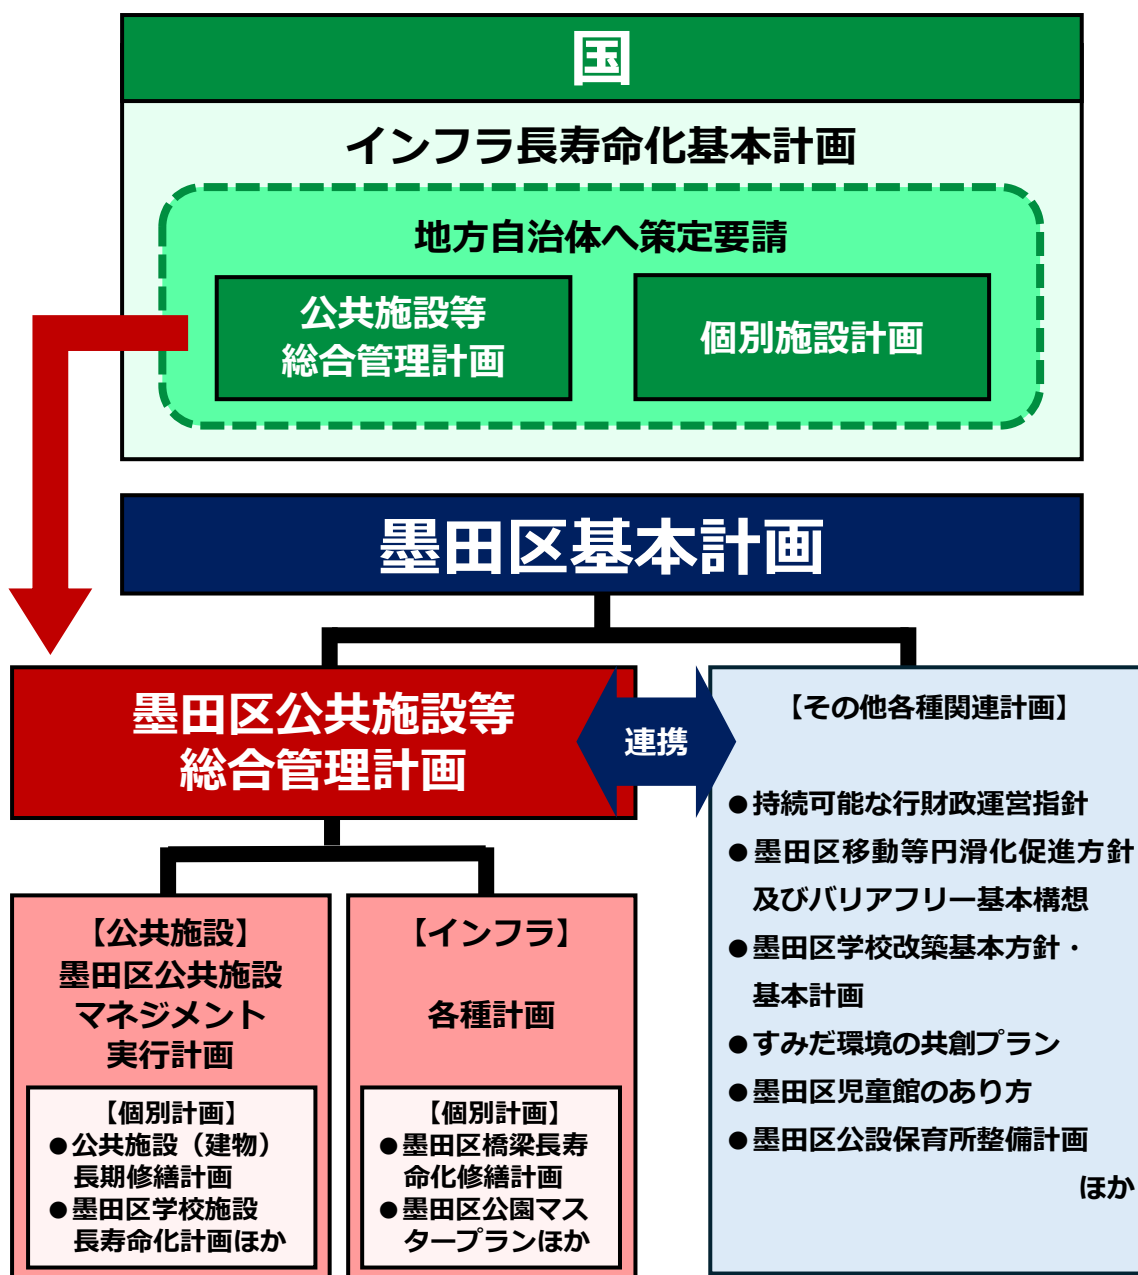 国
インフラ長寿命化基本計画
地方自治体へ策定要請
公共施設等
総合管理計画
個別施設計画
墨田区基本計画
墨田区公共施設等
総合管理計画
連携
【公共施設】
墨田区公共施設
マネジメント
実行計画
【個別計画】
●公共施設（建物）
長期修繕計画
●墨田区学校施設
長寿命化計画ほか
【インフラ】
各種計画
【個別計画】
●墨田区橋梁長寿
命化修繕計画
●墨田区公園マス
タープランほか
【その他各種関連計画】
●持続可能な行財政運営指針
●墨田区移動等円滑化促進方針
及びバリアフリー基本構想
●墨田区学校改築基本方針・
基本計画
●すみだ環境の共創プラン
●墨田区児童館のあり方
●墨田区公設保育所整備計画
ほか